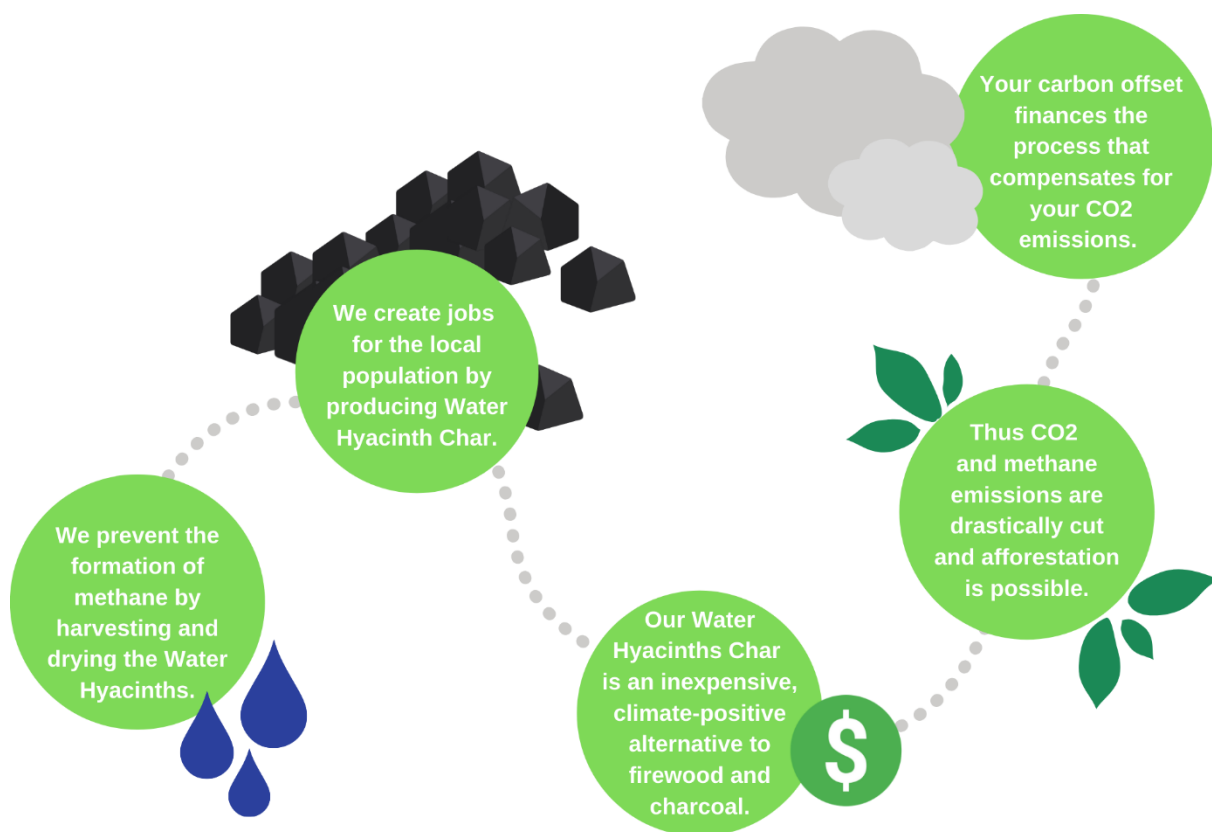 We prevent the
formation of
methane by
harvesting and
drying the Water
Hyacinths.
We create jobs
for the local
population by
producing Water
Hyacinth Char.
Our Water
Hyacinths Char
is an inexpensive,
climate-positive
alternative to
firewood and
charcoal.
$
Thus CO2
and methane
emissions are
drastically cut
and afforestation
is possible.
Your carbon offset
finances the
process that
compensates for
your CO2
emissions.